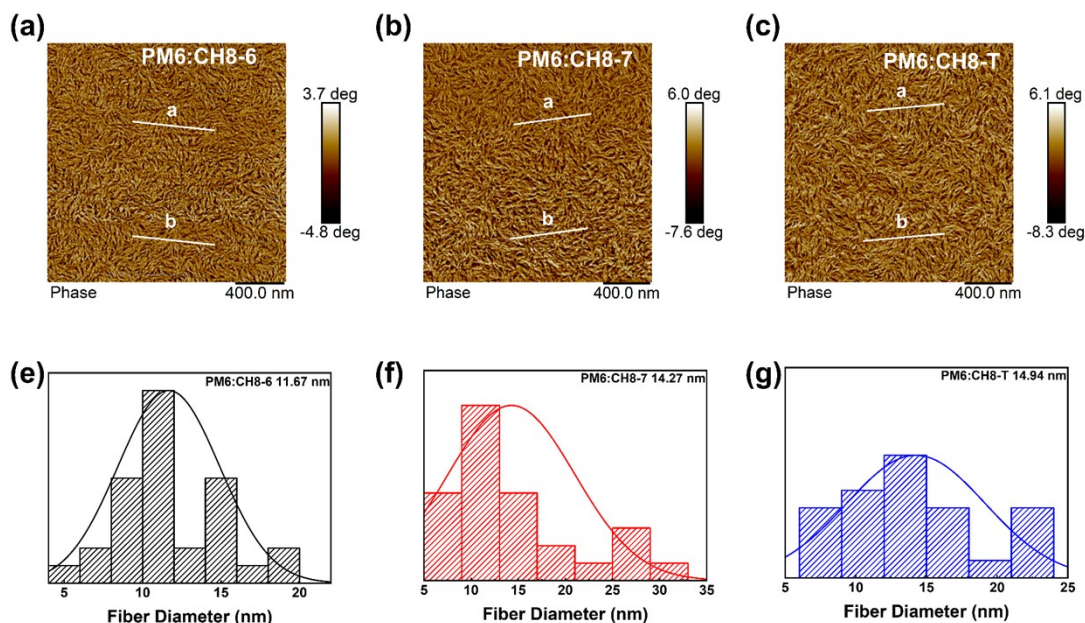 (a)
PM6:CH8-6
a
b
3.7 deg
-4.8 deg
Phase
400.0 nm
(b)
PM6:CH8-7
a
b
6.0 deg
-7.6 deg
Phase
400.0 nm
(c)
PM6:CH8-T
a
b
6.1 deg
-8.3 deg
Phase
400.0 nm
(e)
PM6:CH8-6 11.67 nm
5 10 15 20
Fiber Diameter (nm)
(f)
PM6:CH8-7 14.27 nm
5 10 15 20 25 30 35
Fiber Diameter (nm)
(g)
PM6:CH8-T 14.94 nm
5 10 15 20 25
Fiber Diameter (nm)